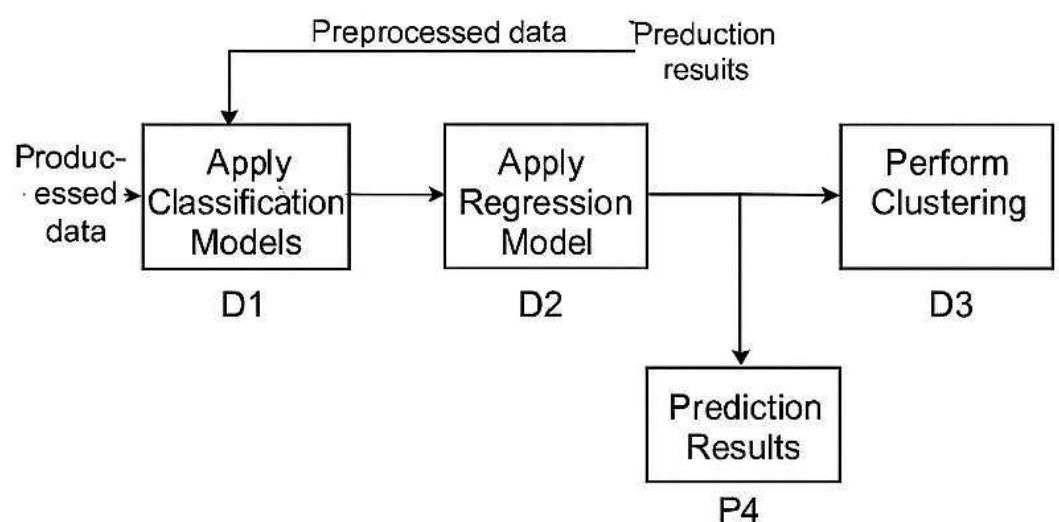 Preprocessed data
Preduction
resuits
Produc-
essed
data
Apply
Classification
Models
D1
Apply
Regression
Model
D2
Perform
Clustering
D3
Prediction
Results
P4